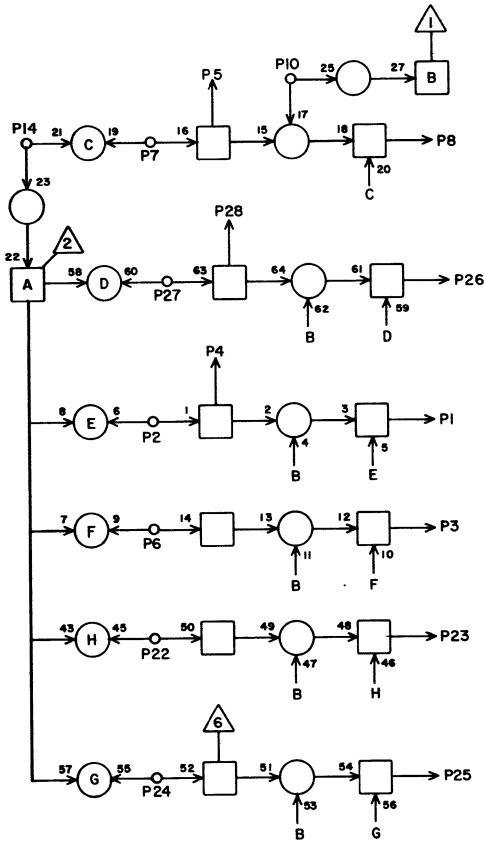 1
P5 P10 25 27 B
P14 21 C 19 P7 16 15 17 18 P8
20
C
23
22 A 2
P28
58 D 60 P27 63 64 61 P26
62 59
B D
P4
8 E 6 P2 1 2 3 P1
4 5
B E
7 F 9 P6 14 13 12 P3
11 10
B F
43 H 45 P22 50 49 48 P23
47 46
B H
6
57 G 55 P24 52 51 54 P25
53 56
B G